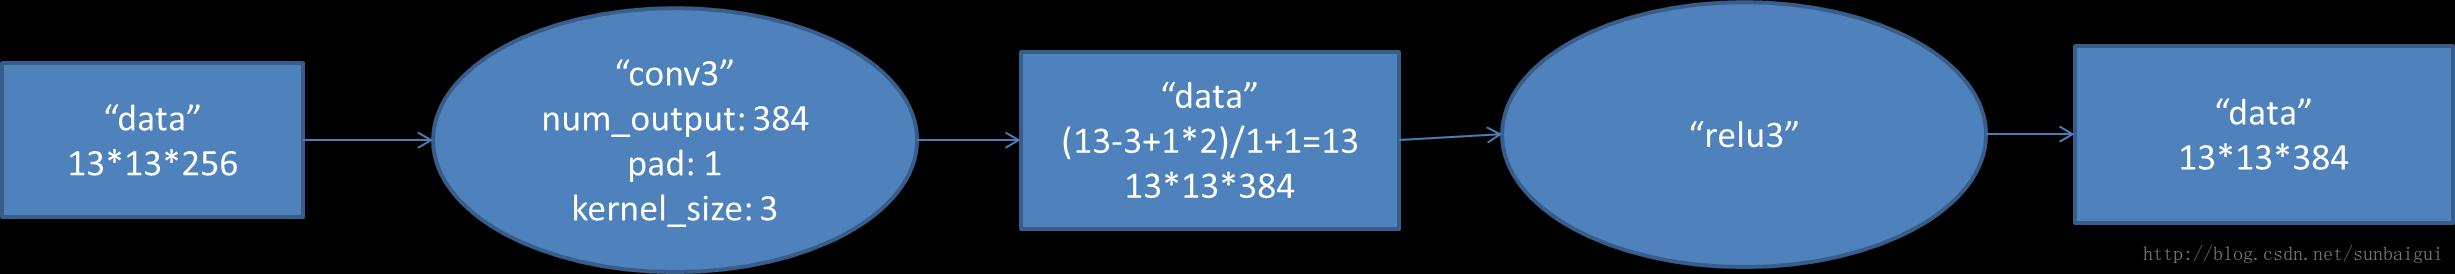 “data”
13*13*256
“conv3”
num_output: 384
pad: 1
kernel_size: 3
“data”
(13-3+1*2)/1+1=13
13*13*384
“relu3”
“data”
13*13*384
http://blog.csdn.net/sunbaigui